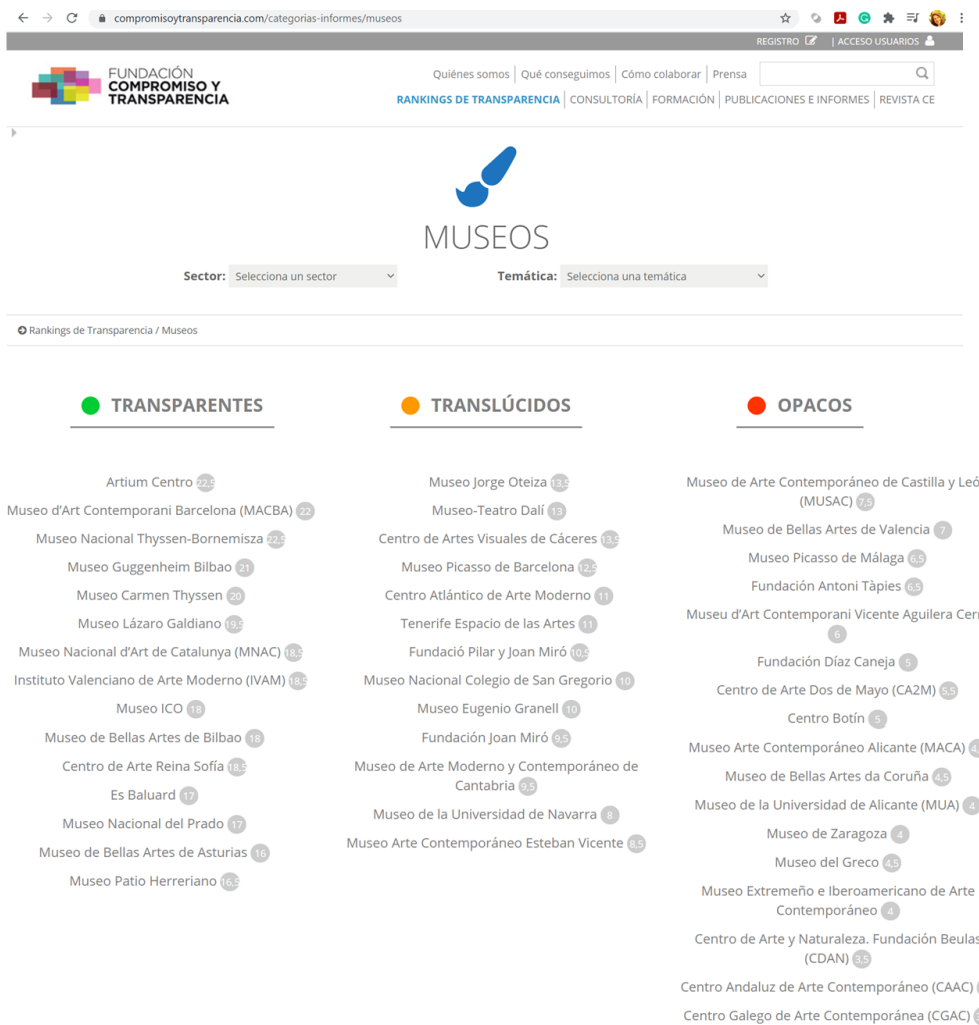 compromisoytransparencia.com/categorias-informes/museos
REGISTRO | ACCESO USUARIOS
FUNDACIÓN
COMPROMISO Y
TRANSPARENCIA
Quiénes somos | Qué conseguimos | Cómo colaborar | Prensa
RANKINGS DE TRANSPARENCIA | CONSULTORÍA | FORMACIÓN | PUBLICACIONES E INFORMES | REVISTA CE
MUSEOS
Sector: Selecciona un sector
Temática: Selecciona una temática
Rankings de Transparencia / Museos
TRANSPARENTES
Artium Centro 22,5
Museo d'Art Contemporani Barcelona (MACBA) 22
Museo Nacional Thyssen-Bornemisza 22,5
Museo Guggenheim Bilbao 21
Museo Carmen Thyssen 20
Museo Lázaro Galdiano 19,5
Museo Nacional d'Art de Catalunya (MNAC) 18,5
Instituto Valenciano de Arte Moderno (IVAM) 18,5
Museo ICO 18
Museo de Bellas Artes de Bilbao 18
Centro de Arte Reina Sofía 18,5
Es Baluard 17
Museo Nacional del Prado 17
Museo de Bellas Artes de Asturias 16
Museo Patio Herreriano 16,5
TRANSLÚCIDOS
Museo Jorge Oteiza 13,5
Museo-Teatro Dalí 13
Centro de Artes Visuales de Cáceres 13,5
Museo Picasso de Barcelona 12,5
Centro Atlántico de Arte Moderno 11
Tenerife Espacio de las Artes 11
Fundació Pilar y Joan Miró 10,5
Museo Nacional Colegio de San Gregorio 10
Museo Eugenio Granell 10
Fundación Joan Miró 9,5
Museo de Arte Moderno y Contemporáneo de
Cantabria 9,5
Museo de la Universidad de Navarra 8
Museo Arte Contemporáneo Esteban Vicente 8,5
OPACOS
Museo de Arte Contemporáneo de Castilla y Leó
(MUSAC) 7,5
Museo de Bellas Artes de Valencia 7
Museo Picasso de Málaga 6,5
Fundación Antoni Tàpies 6,5
Museu d'Art Contemporani Vicente Aguilera Cer
6
Fundación Díaz Caneja 5
Centro de Arte Dos de Mayo (CA2M) 5,5
Centro Botín 5
Museo Arte Contemporáneo Alicante (MACA) 4,
Museo de Bellas Artes da Coruña 4,5
Museo de la Universidad de Alicante (MUA) 4
Museo de Zaragoza 4
Museo del Greco 4,5
Museo Extremeño e Iberoamericano de Arte
Contemporáneo 4
Centro de Arte y Naturaleza. Fundación Beulas
(CDAN) 3,5
Centro Andaluz de Arte Contemporáneo (CAAC)
Centro Galego de Arte Contemporánea (CGAC)